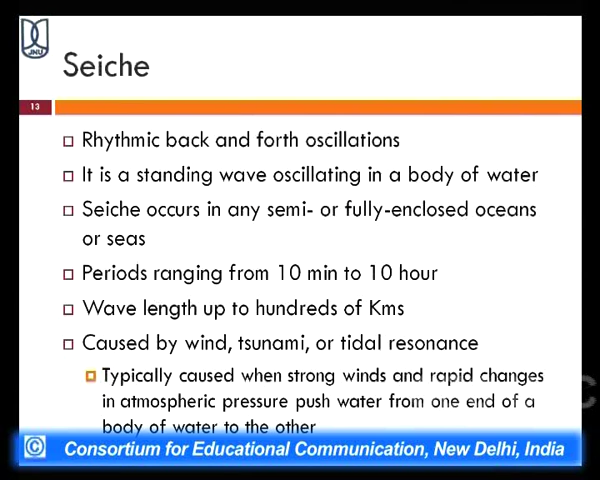 JNU
Seiche
13
Rhythmic back and forth oscillations
It is a standing wave oscillating in a body of water
Seiche occurs in any semi- or fully-enclosed oceans
or seas
Periods ranging from 10 min to 10 hour
Wave length up to hundreds of Kms
Caused by wind, tsunami, or tidal resonance
Typically caused when strong winds and rapid changes
in atmospheric pressure push water from one end of a
body of water to the other
© Consortium for Educational Communication, New Delhi, India